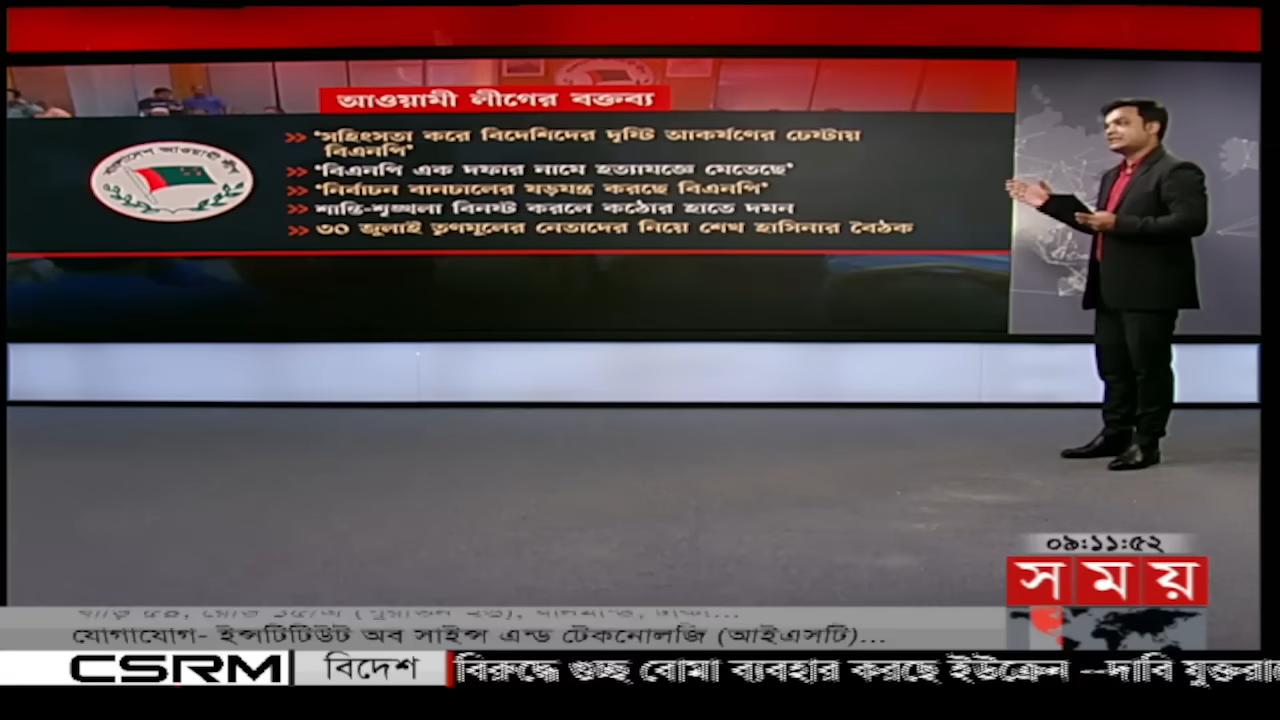 আওয়ামী লীগের বক্তব্য
‘সহিংসতা করে বিদেশিদের দৃষ্টি আকর্ষণের চেষ্টায়
বিএনপি’
‘বিএনপি এক দফার নামে হত্যাযজ্ঞে মেতেছে’
‘নির্বাচন বানচালের ষড়যন্ত্র করছে বিএনপি’
শান্তি-শৃঙ্খলা বিনষ্ট করলে কঠোর হাতে দমন
৩০ জুলাই তৃণমূলের নেতাদের নিয়ে শেখ হাসিনার বৈঠক
বাংলাদেশ আওয়ামী লীগ
০৯:১১:৫২
সময়
যোগাযোগ- ইন্সটিটিউট অব সাইন্স এন্ড টেকনোলজি (আইএসটি)...
CSRM বিদেশ বিরুদ্ধে গুচ্ছ বোমা ব্যবহার করছে ইউক্রেন --দাবি যুক্তরা